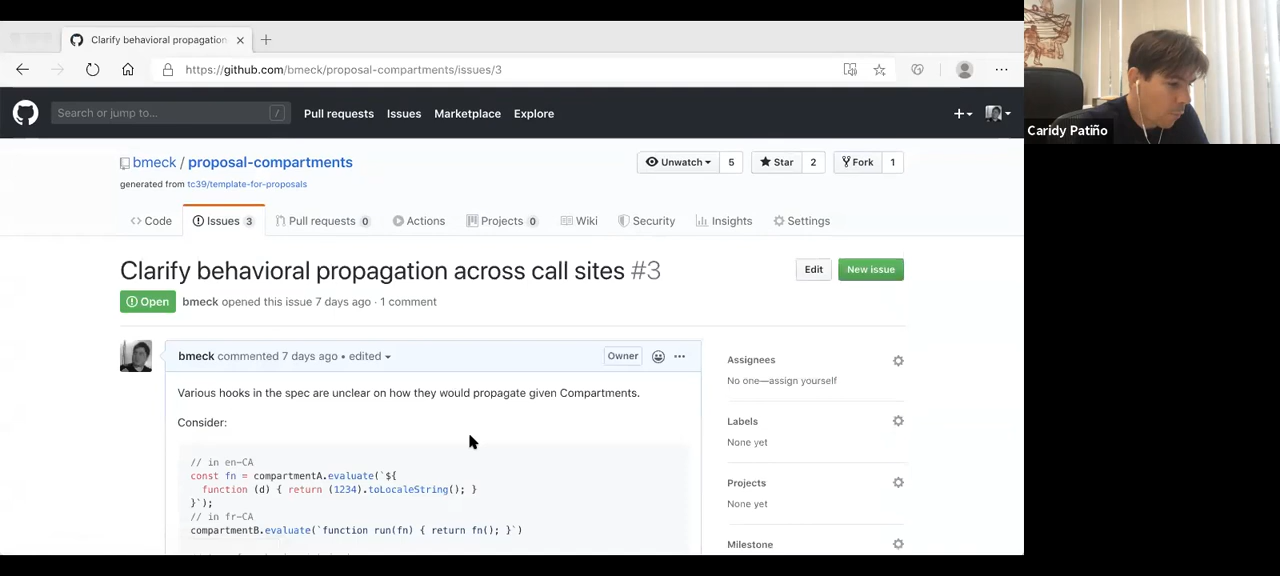 Clarify behavioral propagation
https://github.com/bmeck/proposal-compartments/issues/3
Search or jump to...
/
Pull requests
Issues
Marketplace
Explore
Caridy Patiño
bmeck / proposal-compartments
generated from tc39/template-for-proposals
Unwatch 5
Star 2
Fork 1
Code
Issues 3
Pull requests 0
Actions
Projects 0
Wiki
Security
Insights
Settings
Clarify behavioral propagation across call sites #3
Edit
New issue
Open
bmeck opened this issue 7 days ago · 1 comment
bmeck commented 7 days ago • edited
Owner
Various hooks in the spec are unclear on how they would propagate given Compartments.
Consider:
// in en-CA
const fn = compartmentA.evaluate(`${
function (d) { return (1234).toLocaleString(); }
}`);
// in fr-CA
compartmentB.evaluate(`function run(fn) { return fn(); }`)
Assignees
No one—assign yourself
Labels
None yet
Projects
None yet
Milestone